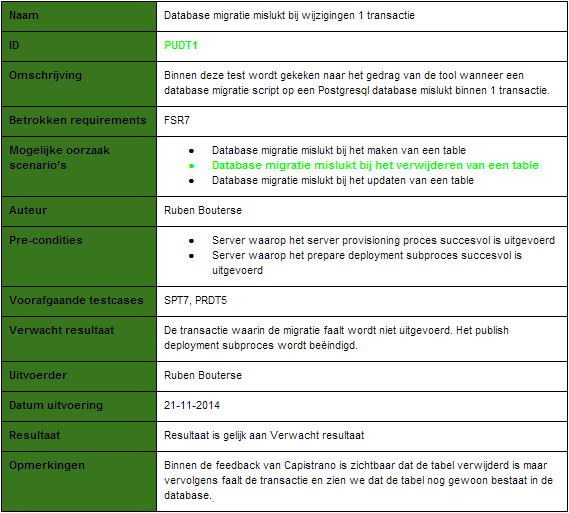 Naam Database migratie mislukt bij wijzigingen 1 transactie
ID PUDT1
Omschrijving Binnen deze test wordt gekeken naar het gedrag van de tool wanneer een
database migratie script op een Postgresql database mislukt binnen 1 transactie.
Betrokken requirements FSR7
Mogelijke oorzaak ● Database migratie mislukt bij het maken van een table
scenario's ● Database migratie mislukt bij het verwijderen van een table
● Database migratie mislukt bij het updaten van een table
Auteur Ruben Bouterse
Pre-condities ● Server waarop het server provisioning proces succesvol is uitgevoerd
● Server waarop het prepare deployment subproces succesvol is
uitgevoerd
Voorafgaande testcases SPT7, PRDT5
Verwacht resultaat De transactie waarin de migratie faalt wordt niet uitgevoerd. Het publish
deployment subproces wordt beëindigd.
Uitvoerder Ruben Bouterse
Datum uitvoering 21-11-2014
Resultaat Resultaat is gelijk aan Verwacht resultaat
Opmerkingen Binnen de feedback van Capistrano is zichtbaar dat de tabel verwijderd is maar
vervolgens faalt de transactie en zien we dat de tabel nog gewoon bestaat in de
database.